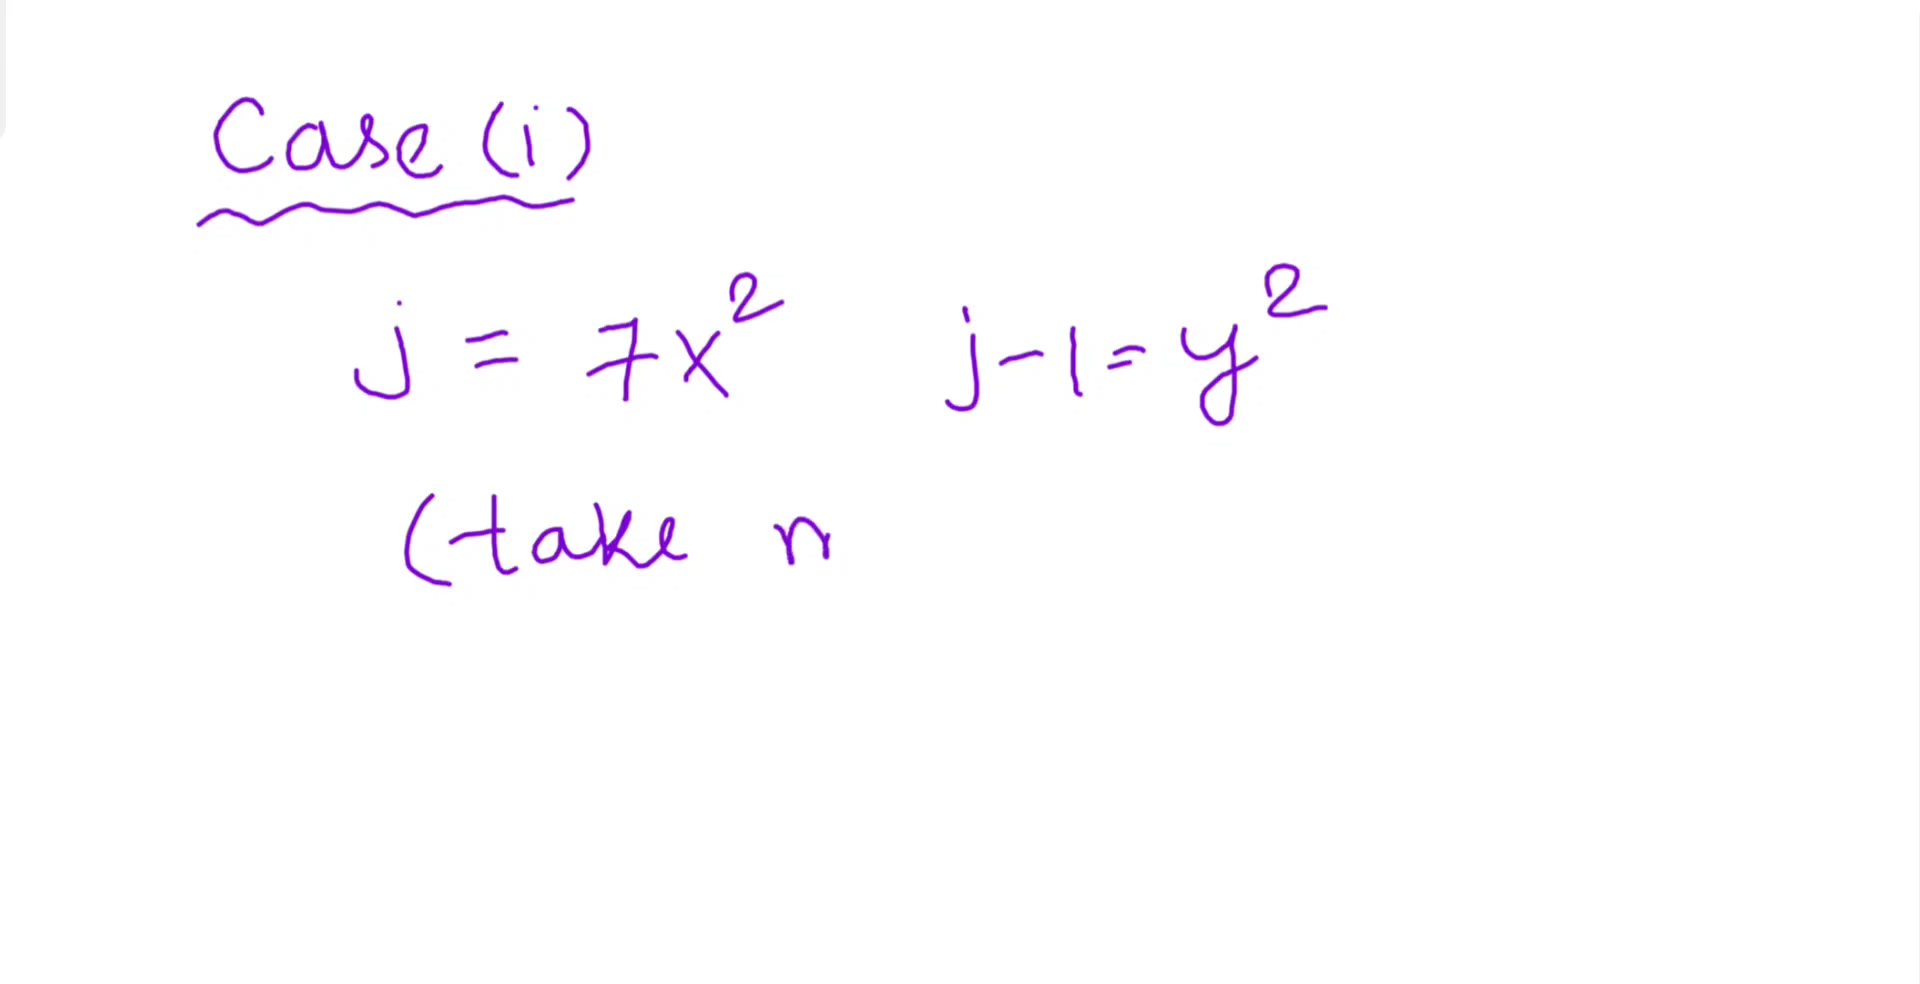 Case (i)
j = 7x² j-1 = y²
(take n